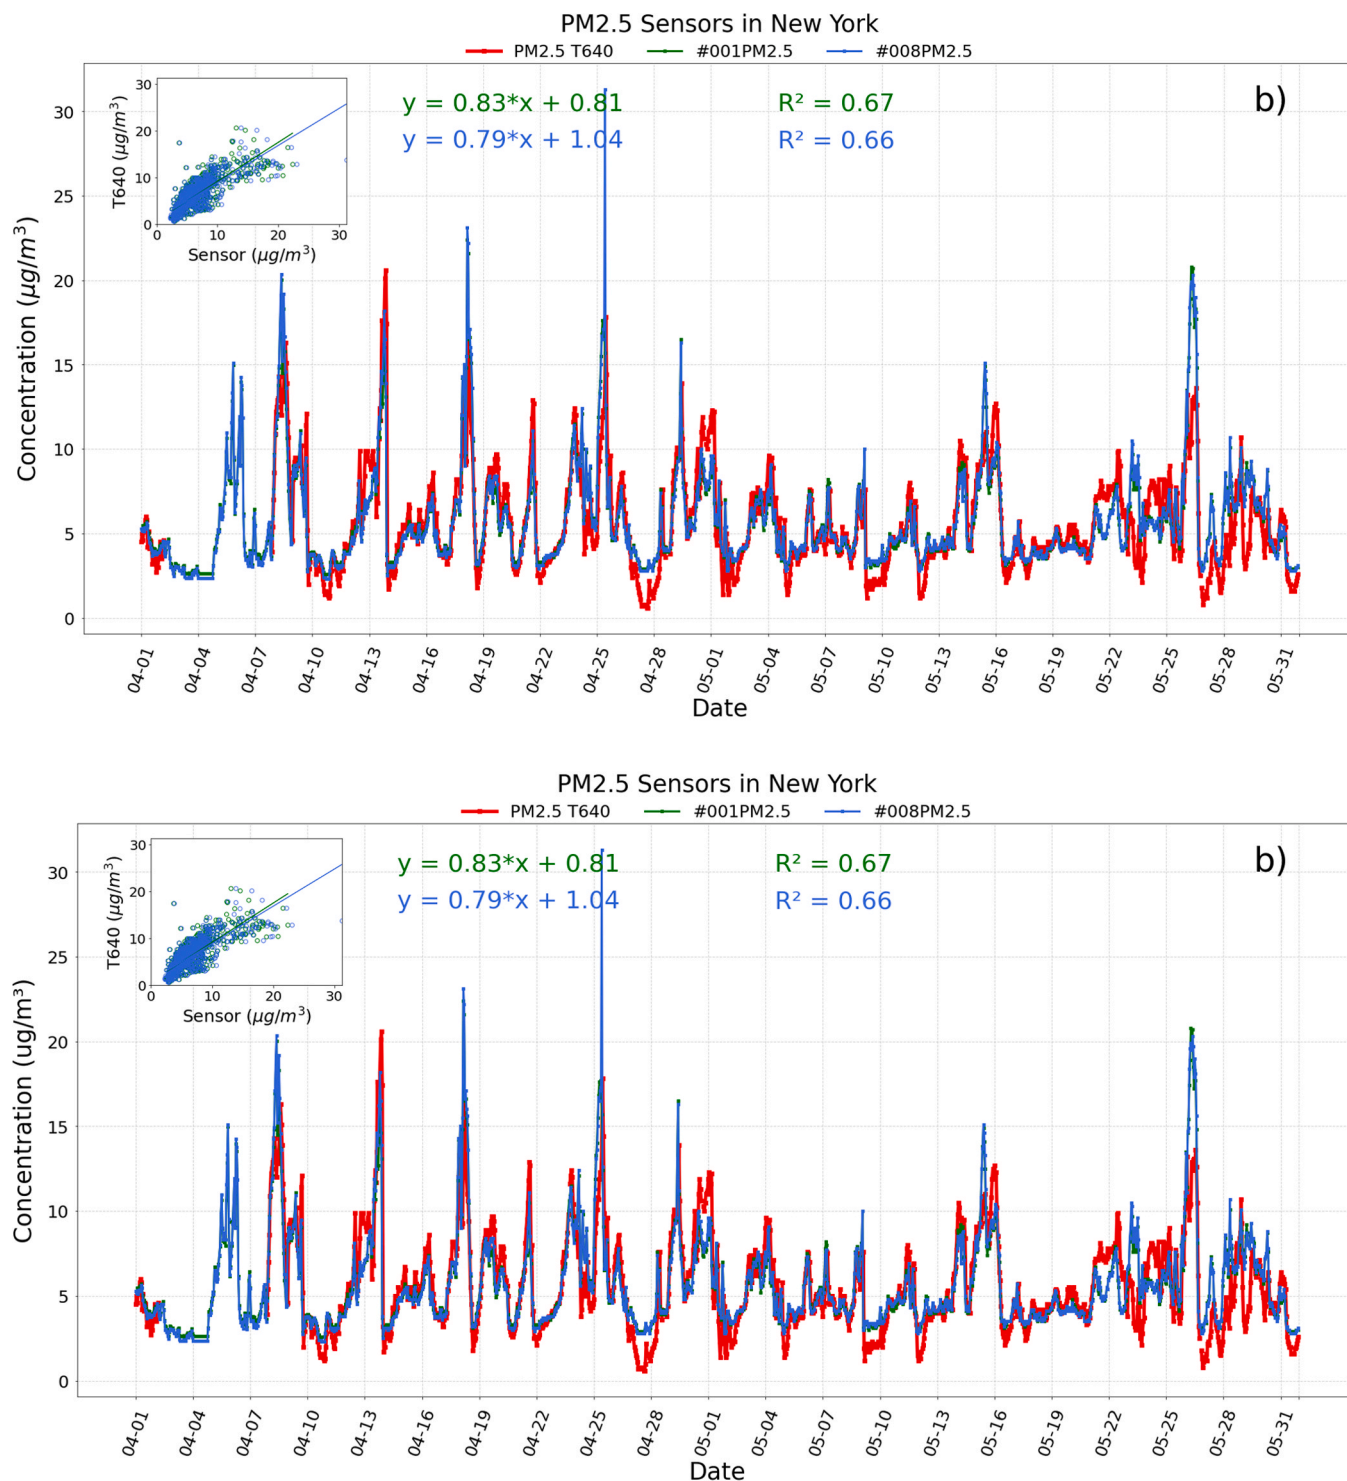 PM2.5 Sensors in New York
PM2.5 T640 #001PM2.5 #008PM2.5
y = 0.83*x + 0.81 R² = 0.67 b)
y = 0.79*x + 1.04 R² = 0.66
T640 (μg/m³)
30
20
10
0
0 10 20 30
Sensor (μg/m³)
Concentration (μg/m³)
30
25
20
15
10
5
0
04-01 04-04 04-07 04-10 04-13 04-16 04-19 04-22 04-25 04-28 05-01 05-04 05-07 05-10 05-13 05-16 05-19 05-22 05-25 05-28 05-31
Date
PM2.5 Sensors in New York
PM2.5 T640 #001PM2.5 #008PM2.5
y = 0.83*x + 0.81 R² = 0.67 b)
y = 0.79*x + 1.04 R² = 0.66
T640 (μg/m³)
30
20
10
0
0 10 20 30
Sensor (μg/m³)
Concentration (ug/m³)
30
25
20
15
10
5
0
04-01 04-04 04-07 04-10 04-13 04-16 04-19 04-22 04-25 04-28 05-01 05-04 05-07 05-10 05-13 05-16 05-19 05-22 05-25 05-28 05-31
Date